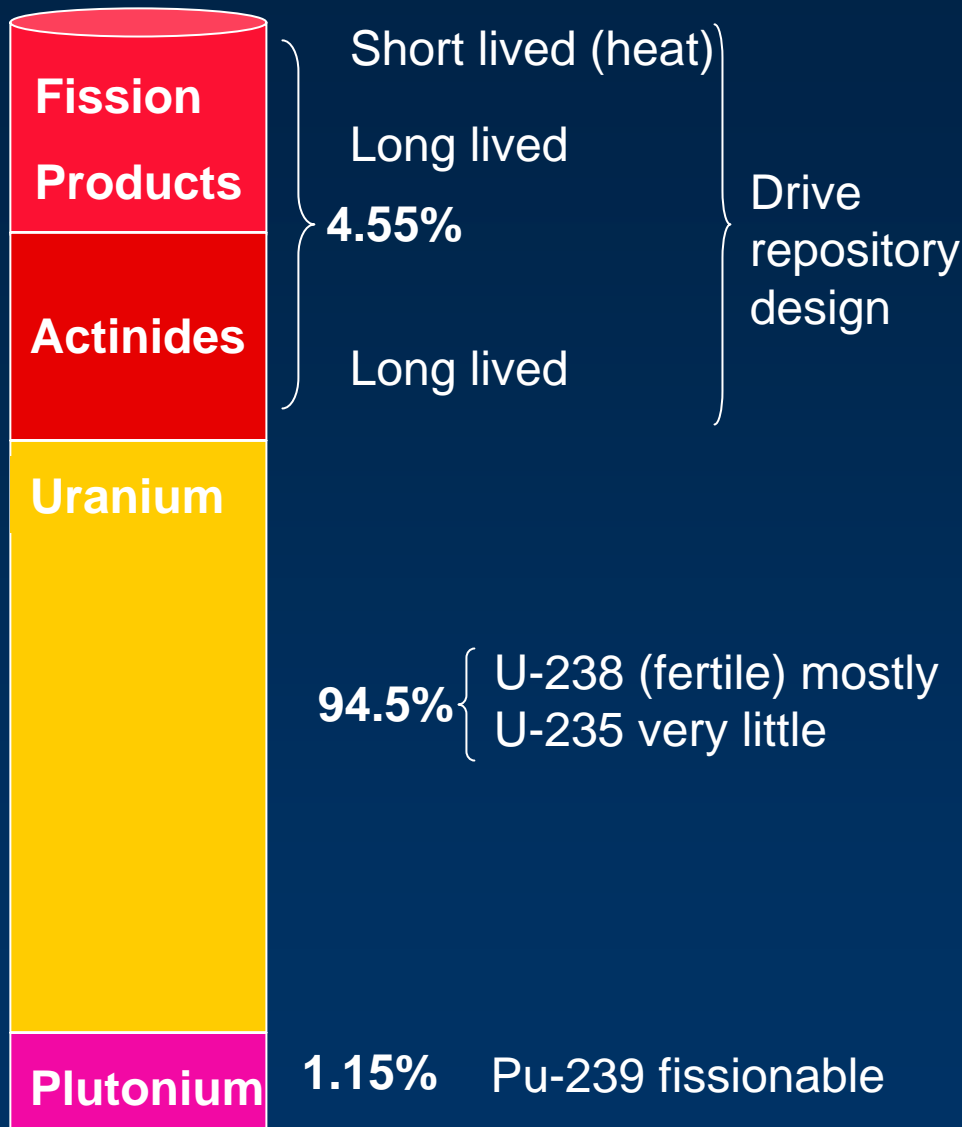 Fission
Products
Short lived (heat)
Long lived
4.55%
Drive
repository
design
Actinides
Long lived
Uranium
94.5%
U-238 (fertile) mostly
U-235 very little
Plutonium
1.15%
Pu-239 fissionable